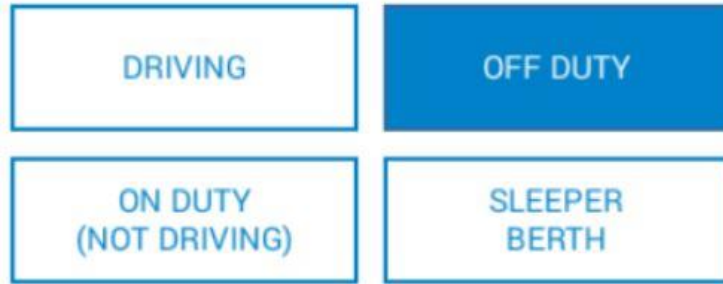 DRIVING
OFF DUTY
ON DUTY
(NOT DRIVING)
SLEEPER
BERTH